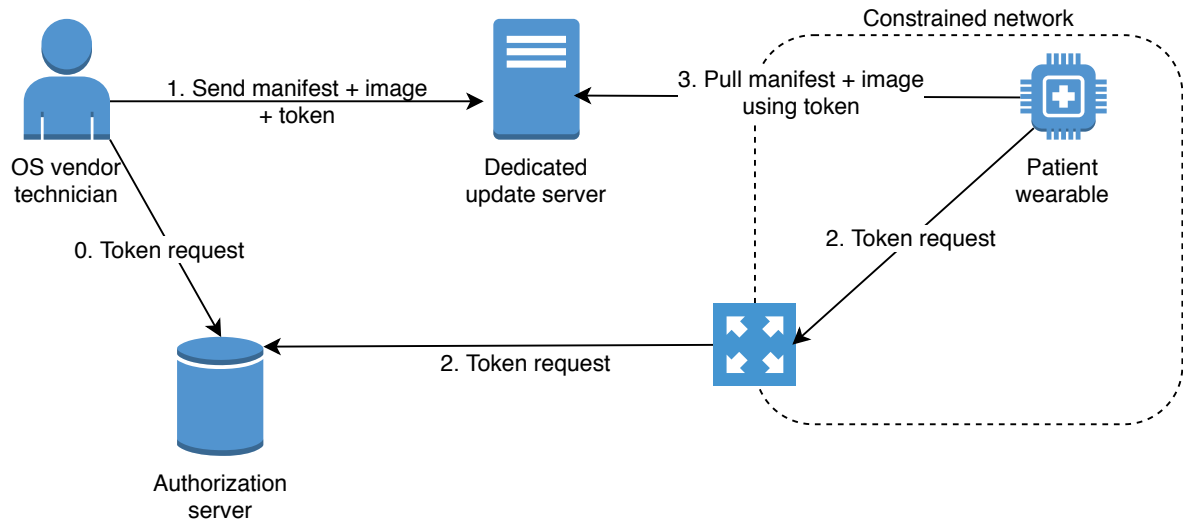 Constrained network
1. Send manifest + image
+ token
3. Pull manifest + image
using token
OS vendor
technician
Dedicated
update server
Patient
wearable
0. Token request
2. Token request
2. Token request
Authorization
server